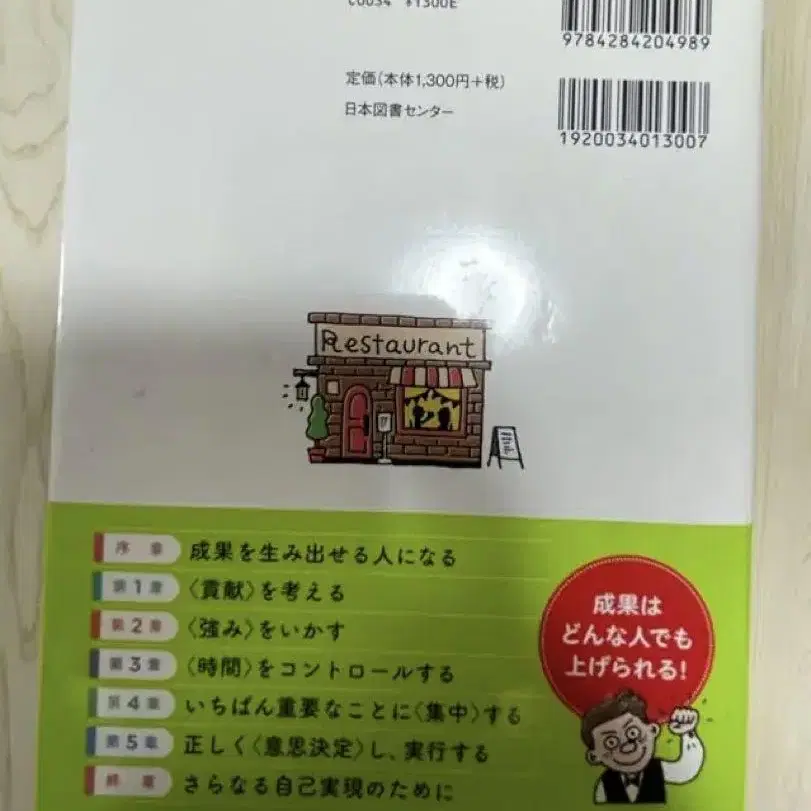 C0034 ¥1300E
9784284204989
定価(本体1,300円+税)
日本図書センター
1920034013007
Restaurant
序章 成果を生み出せる人になる
第1章 〈貢献〉を考える
第2章 〈強み〉をいかす
第3章 〈時間〉をコントロールする
第4章 いちばん重要なことに〈集中〉する
第5章 正しく〈意思決定〉し、実行する
終章 さらなる自己実現のために
成果は
どんな人でも
上げられる!